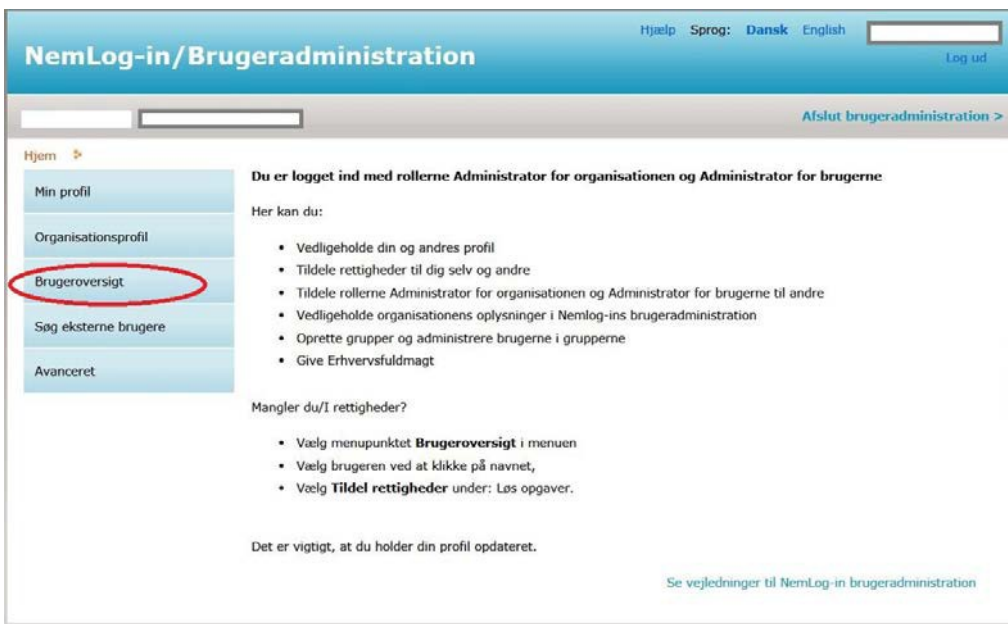 Hjælp Sprog: Dansk English
NemLog-in/Brugeradministration
Log ud
Afslut brugeradministration >
Hjem
Min profil
Organisationsprofil
Brugeroversigt
Søg eksterne brugere
Avanceret
Du er logget ind med rollerne Administrator for organisationen og Administrator for brugerne
Her kan du:
• Vedligeholde din og andres profil
• Tildele rettigheder til dig selv og andre
• Tildele rollerne Administrator for organisationen og Administrator for brugerne til andre
• Vedligeholde organisationens oplysninger i Nemlog-ins brugeradministration
• Oprette grupper og administrere brugerne i grupperne
• Give Erhvervsfuldmagt
Mangler du/I rettigheder?
• Vælg menupunktet Brugeroversigt i menuen
• Vælg brugeren ved at klikke på navnet,
• Vælg Tildel rettigheder under: Løs opgaver.
Det er vigtigt, at du holder din profil opdateret.
Se vejledninger til NemLog-in brugeradministration